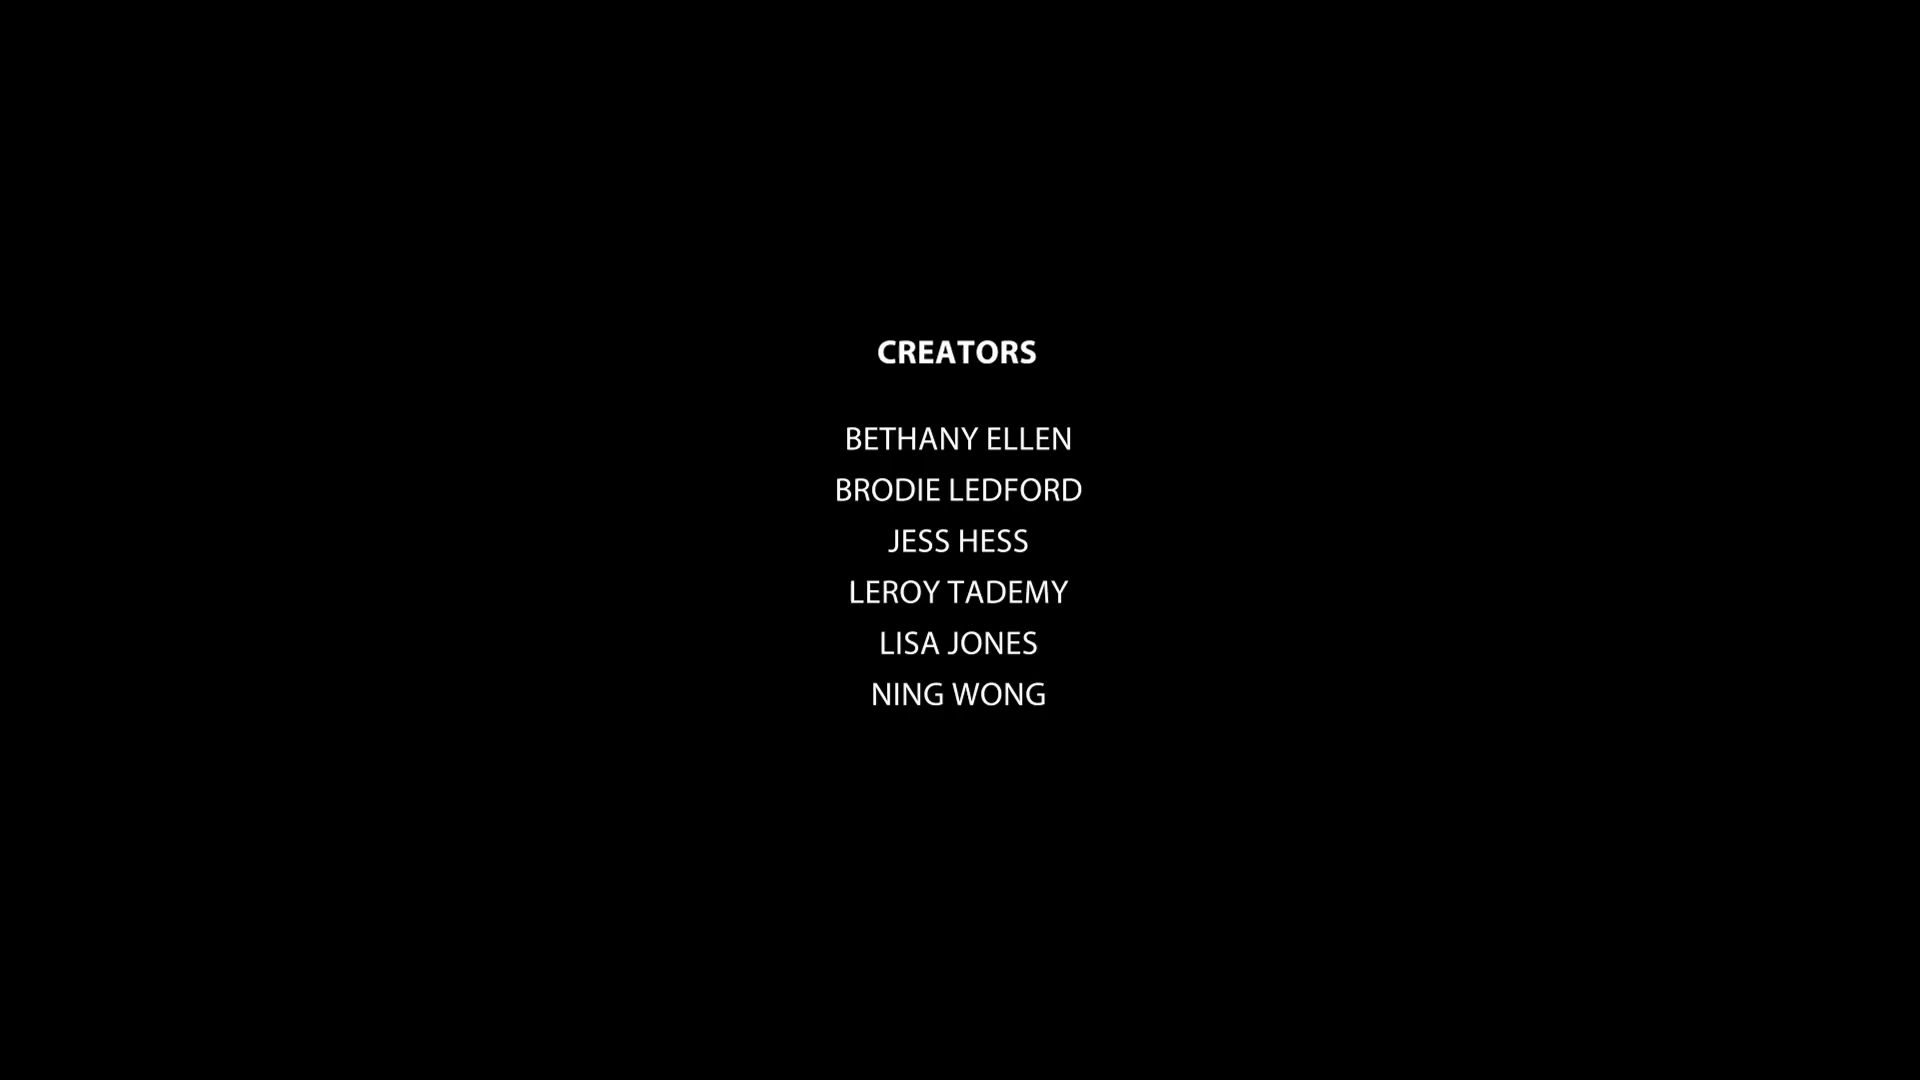 CREATORS
BETHANY ELLEN
BRODIE LEDFORD
JESS HESS
LEROY TADEMY
LISA JONES
NING WONG